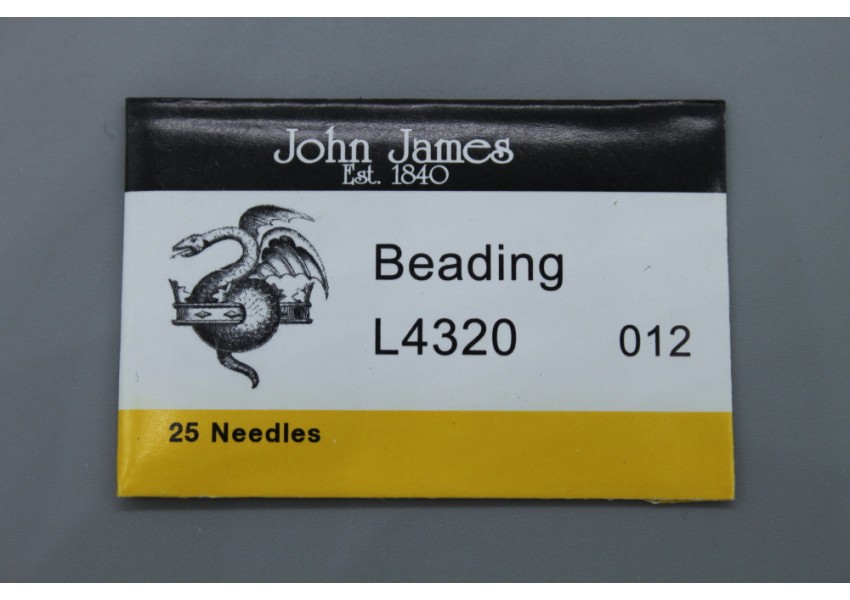 John James
Est. 1840
Beading
L4320 012
25 Needles